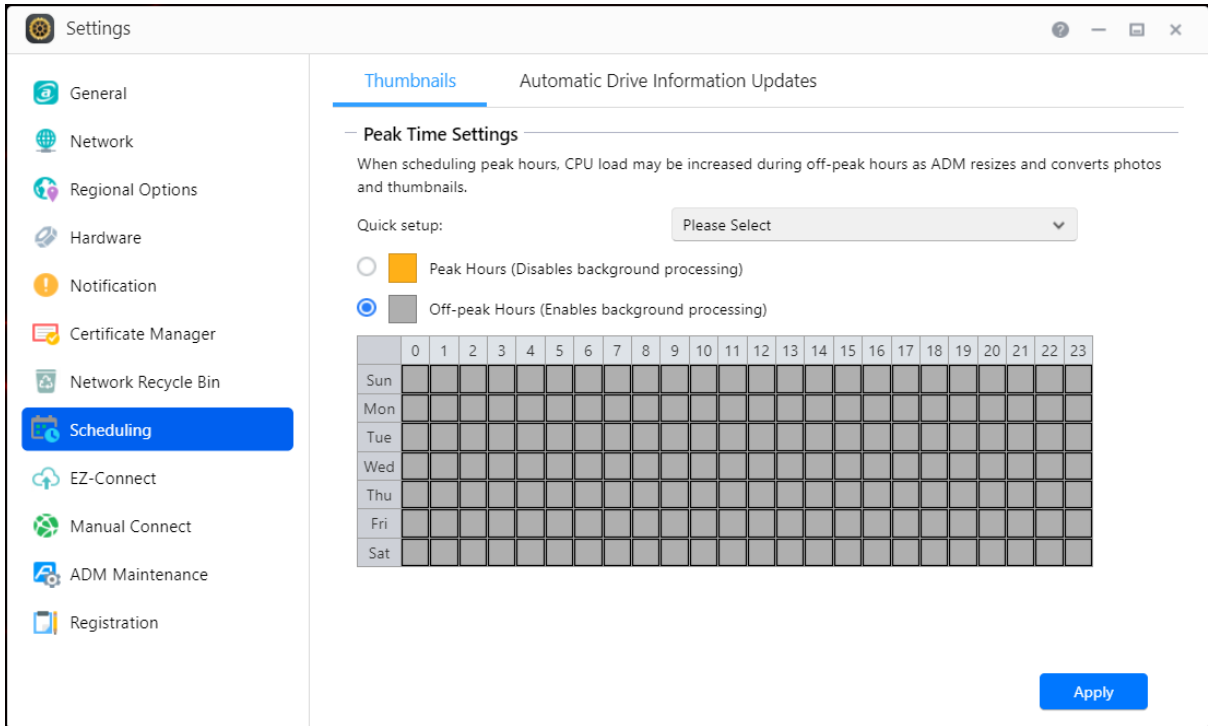 Settings
General
Network
Regional Options
Hardware
Notification
Certificate Manager
Network Recycle Bin
Scheduling
EZ-Connect
Manual Connect
ADM Maintenance
Registration
Thumbnails Automatic Drive Information Updates
Peak Time Settings
When scheduling peak hours, CPU load may be increased during off-peak hours as ADM resizes and converts photos
and thumbnails.
Quick setup: Please Select
Peak Hours (Disables background processing)
Off-peak Hours (Enables background processing)
0 1 2 3 4 5 6 7 8 9 10 11 12 13 14 15 16 17 18 19 20 21 22 23
Sun
Mon
Tue
Wed
Thu
Fri
Sat
Apply